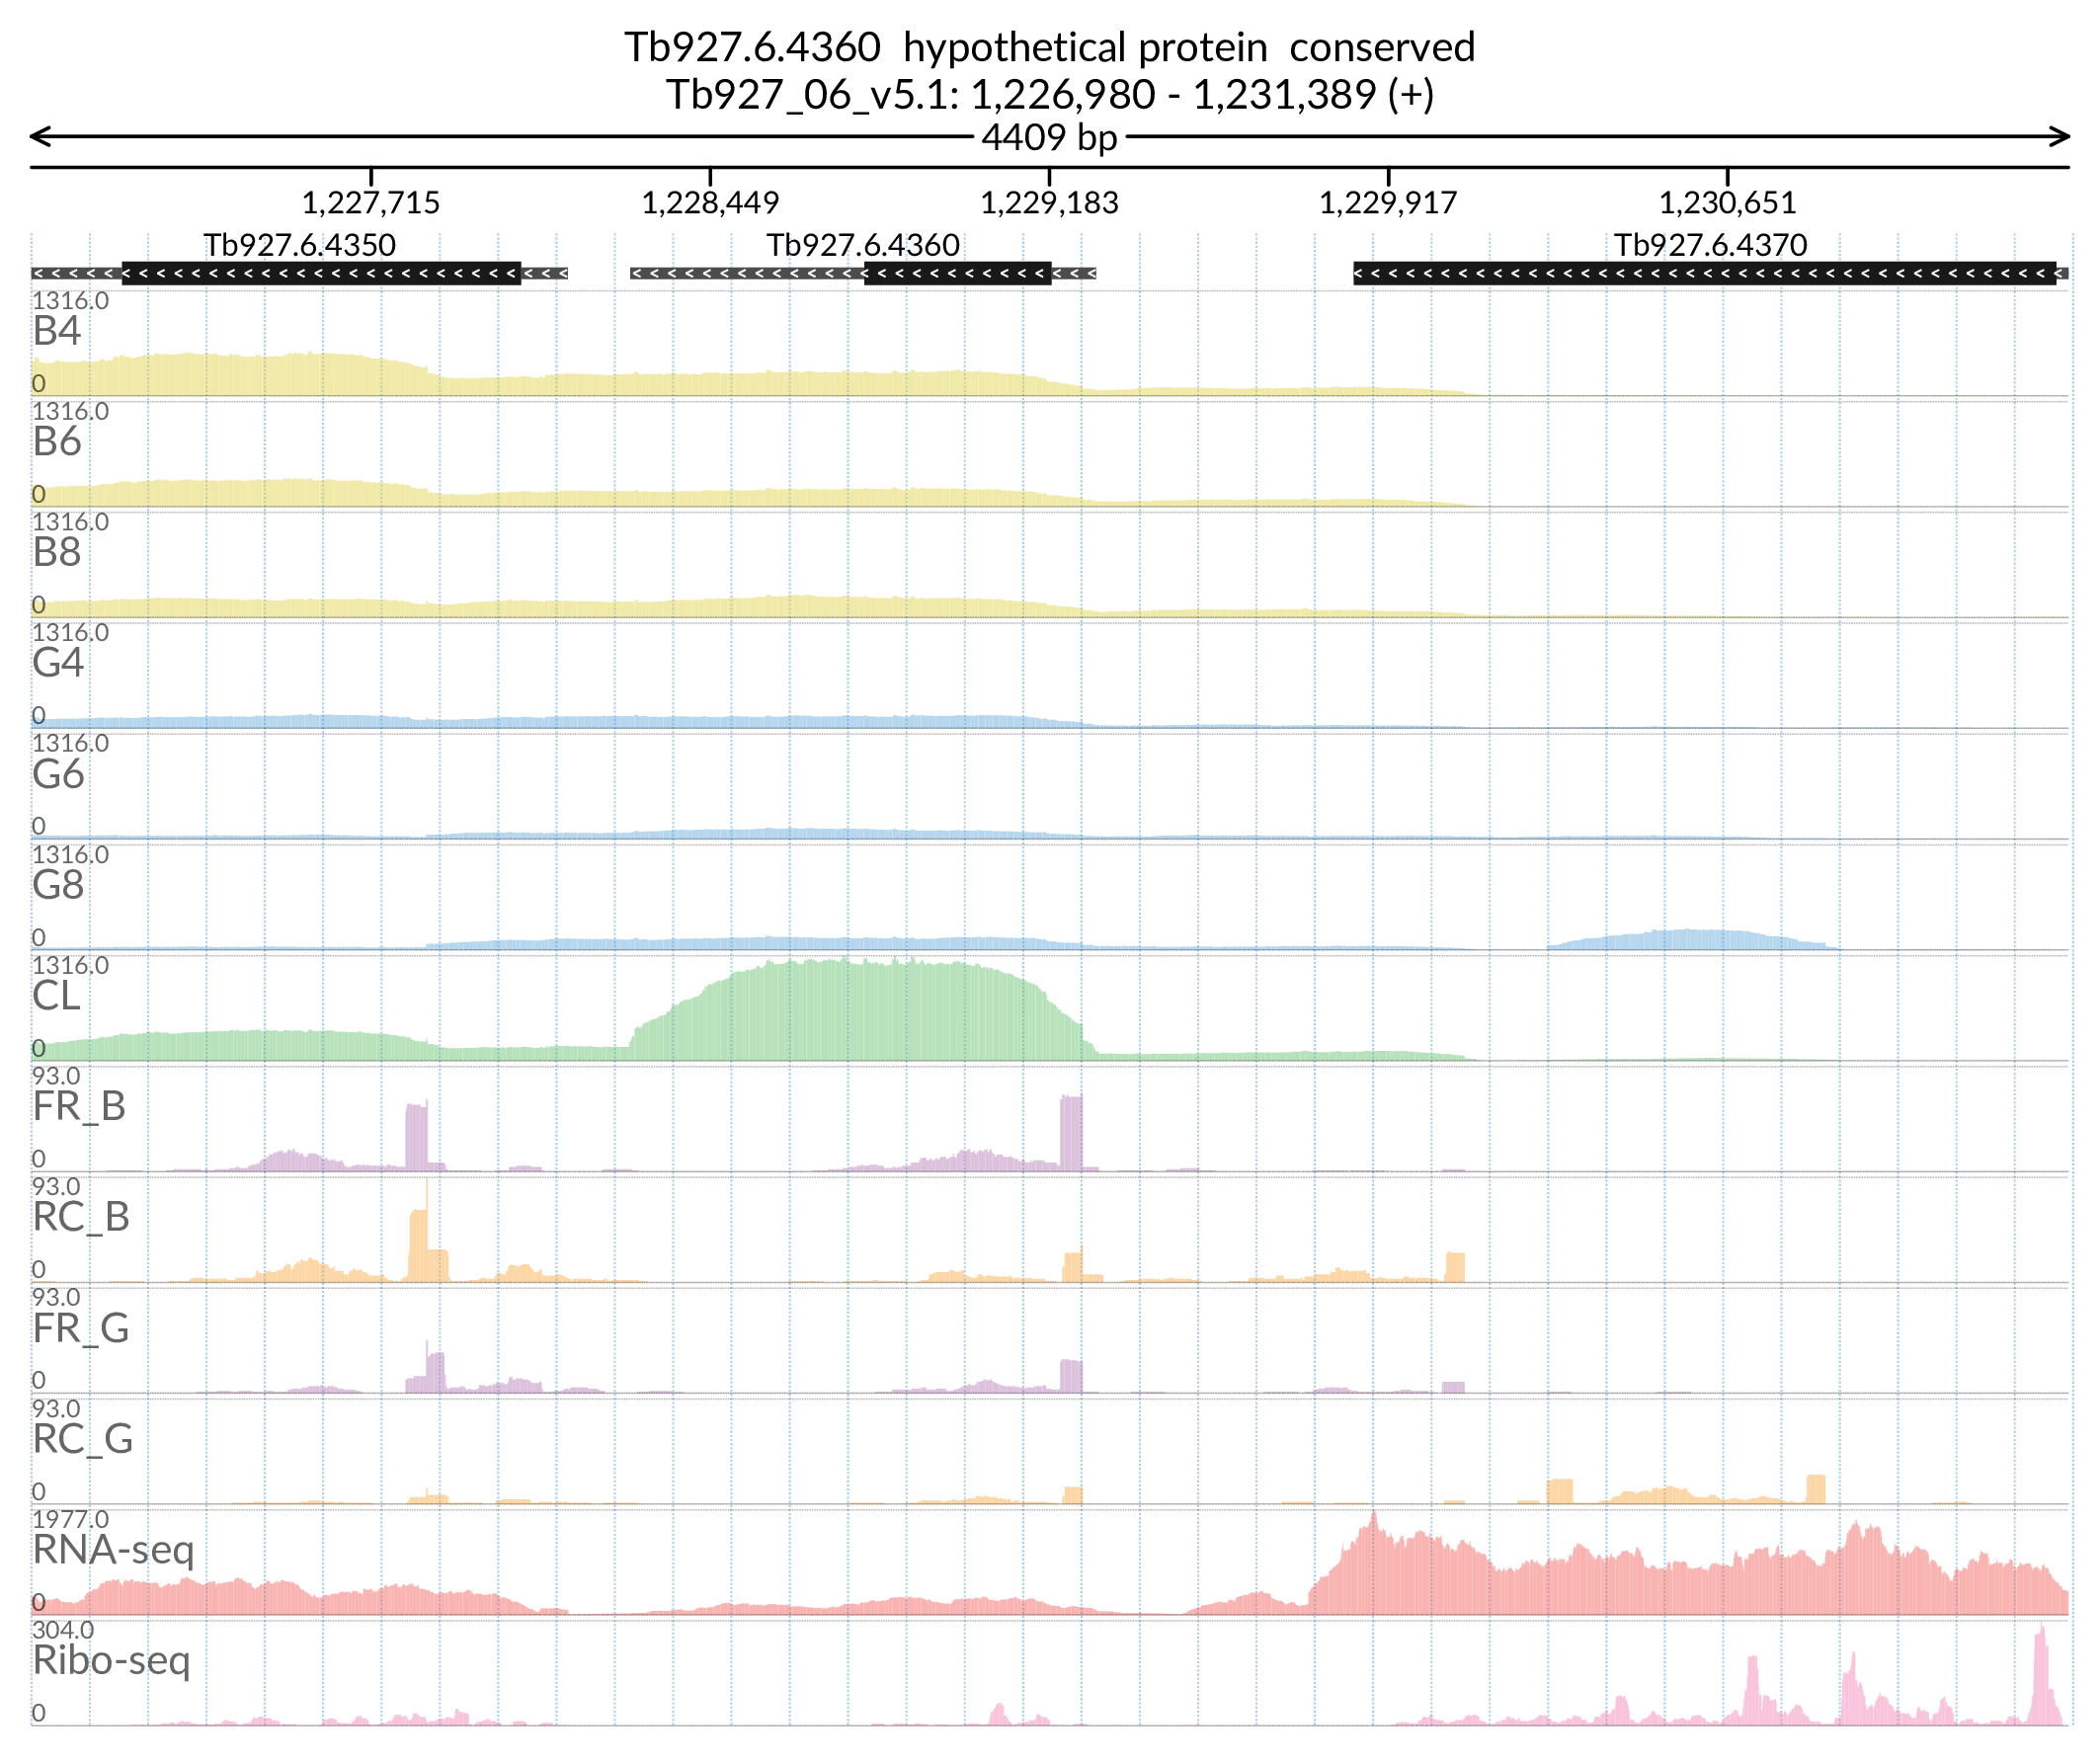 Tb927.6.4360 hypothetical protein conserved
Tb927_06_v5.1: 1,226,980 - 1,231,389 (+)
4409 bp
1,227,715 1,228,449 1,229,183 1,229,917 1,230,651
Tb927.6.4350 Tb927.6.4360 Tb927.6.4370
1316.0
B4
0
1316.0
B6
0
1316.0
B8
0
1316.0
G4
0
1316.0
G6
0
1316.0
G8
0
1316.0
CL
0
93.0
FR_B
0
93.0
RC_B
0
93.0
FR_G
0
93.0
RC_G
0
1977.0
RNA-seq
0
304.0
Ribo-seq
0